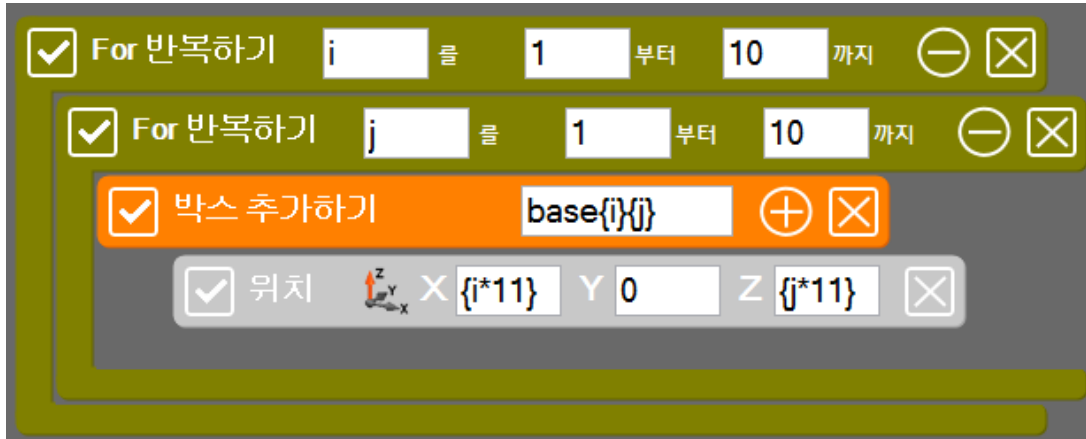 For 반복하기 i 를 1 부터 10 까지
For 반복하기 j 를 1 부터 10 까지
박스 추가하기 base{i}{j}
위치 Z Y X X {i*11} Y 0 Z {j*11}